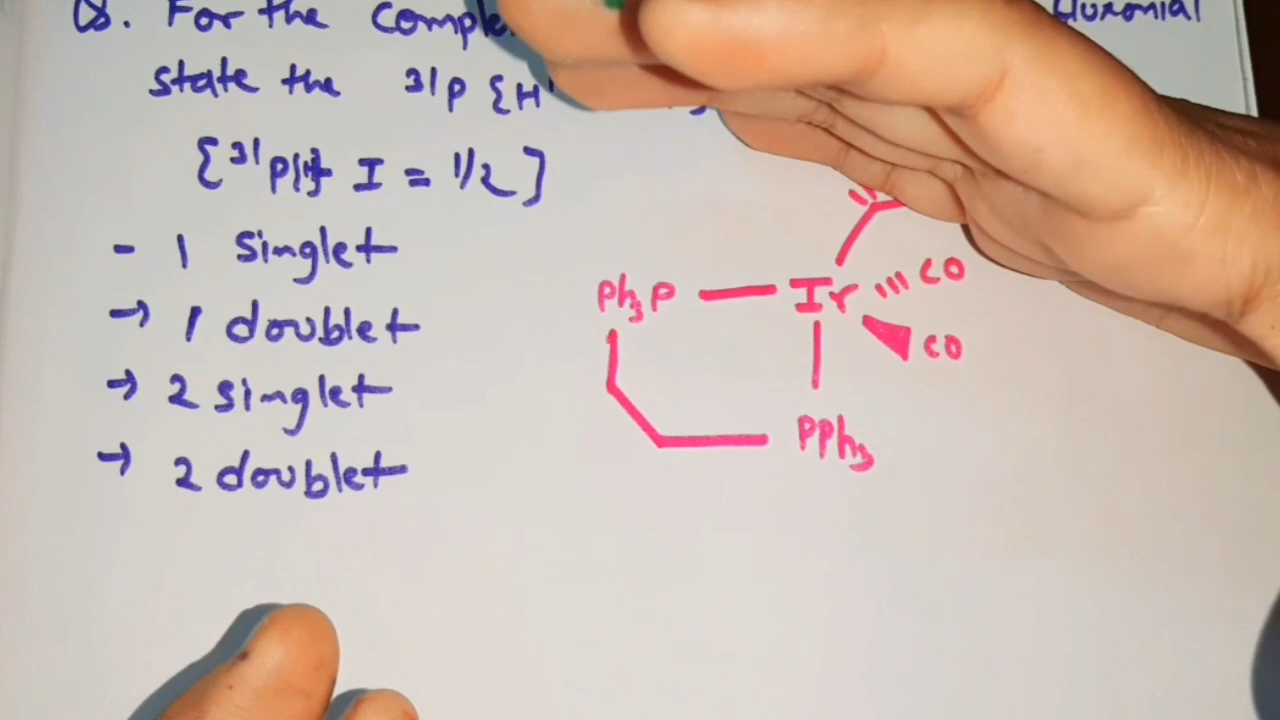 Q. For the
state the 31P {H
[31P I = 1/2]
- 1 Singlet
→ 1 doublet
→ 2 singlet
→ 2 doublet
Ph3P Ir CO
CO
PPh3